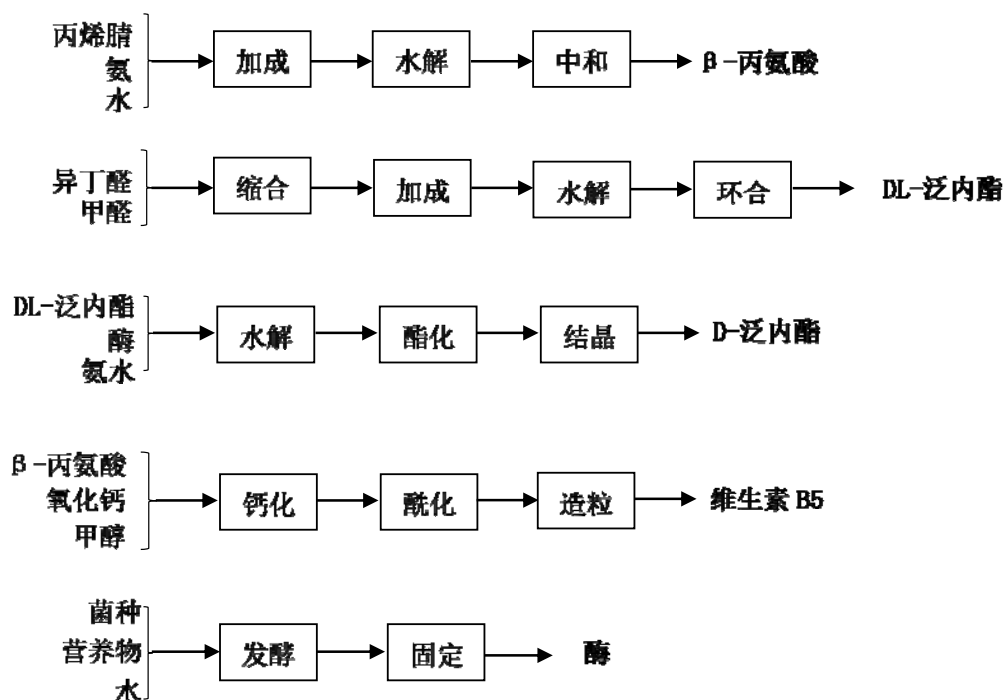 丙烯腈
氨
水
加成
水解
中和
β-丙氨酸
异丁醛
甲醛
缩合
加成
水解
环合
DL-泛内酯
DL-泛内酯
酶
氨水
水解
酯化
结晶
D-泛内酯
β-丙氨酸
氧化钙
甲醇
钙化
酰化
造粒
维生素 B5
菌种
营养物
水
发酵
固定
酶